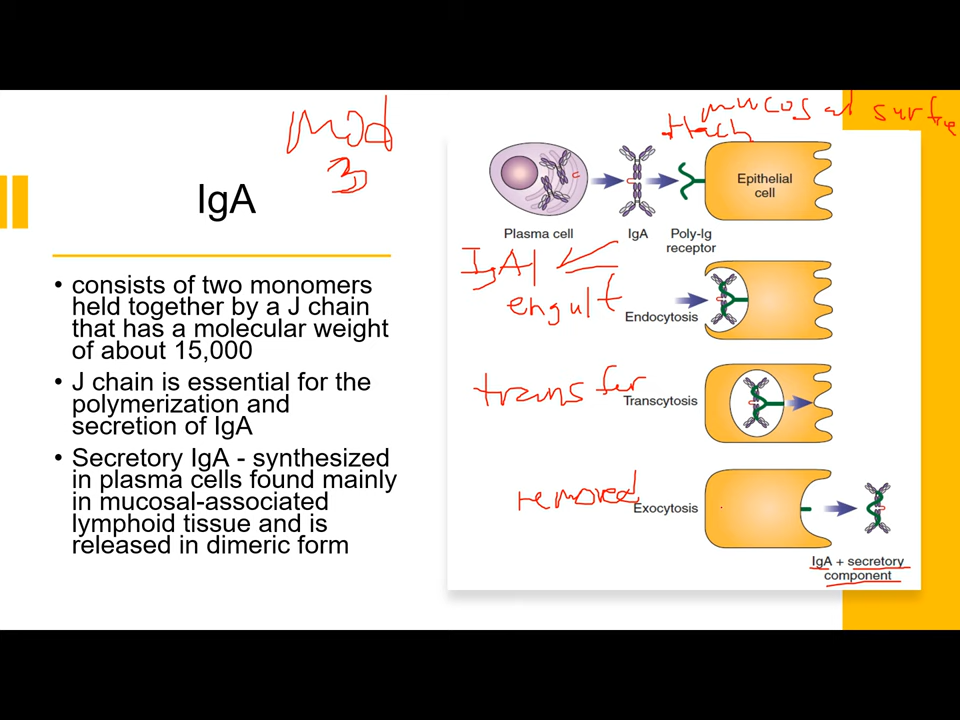 Mod
3
IgA
• consists of two monomers
held together by a J chain
that has a molecular weight
of about 15,000
• J chain is essential for the
polymerization and
secretion of IgA
• Secretory IgA - synthesized
in plasma cells found mainly
in mucosal-associated
lymphoid tissue and is
released in dimeric form
mucosal surface
attach
Epithelial
cell
Plasma cell
IgA
Poly-Ig
receptor
IgA1
engulf
Endocytosis
transfer
Transcytosis
removed
Exocytosis
IgA + secretory
component